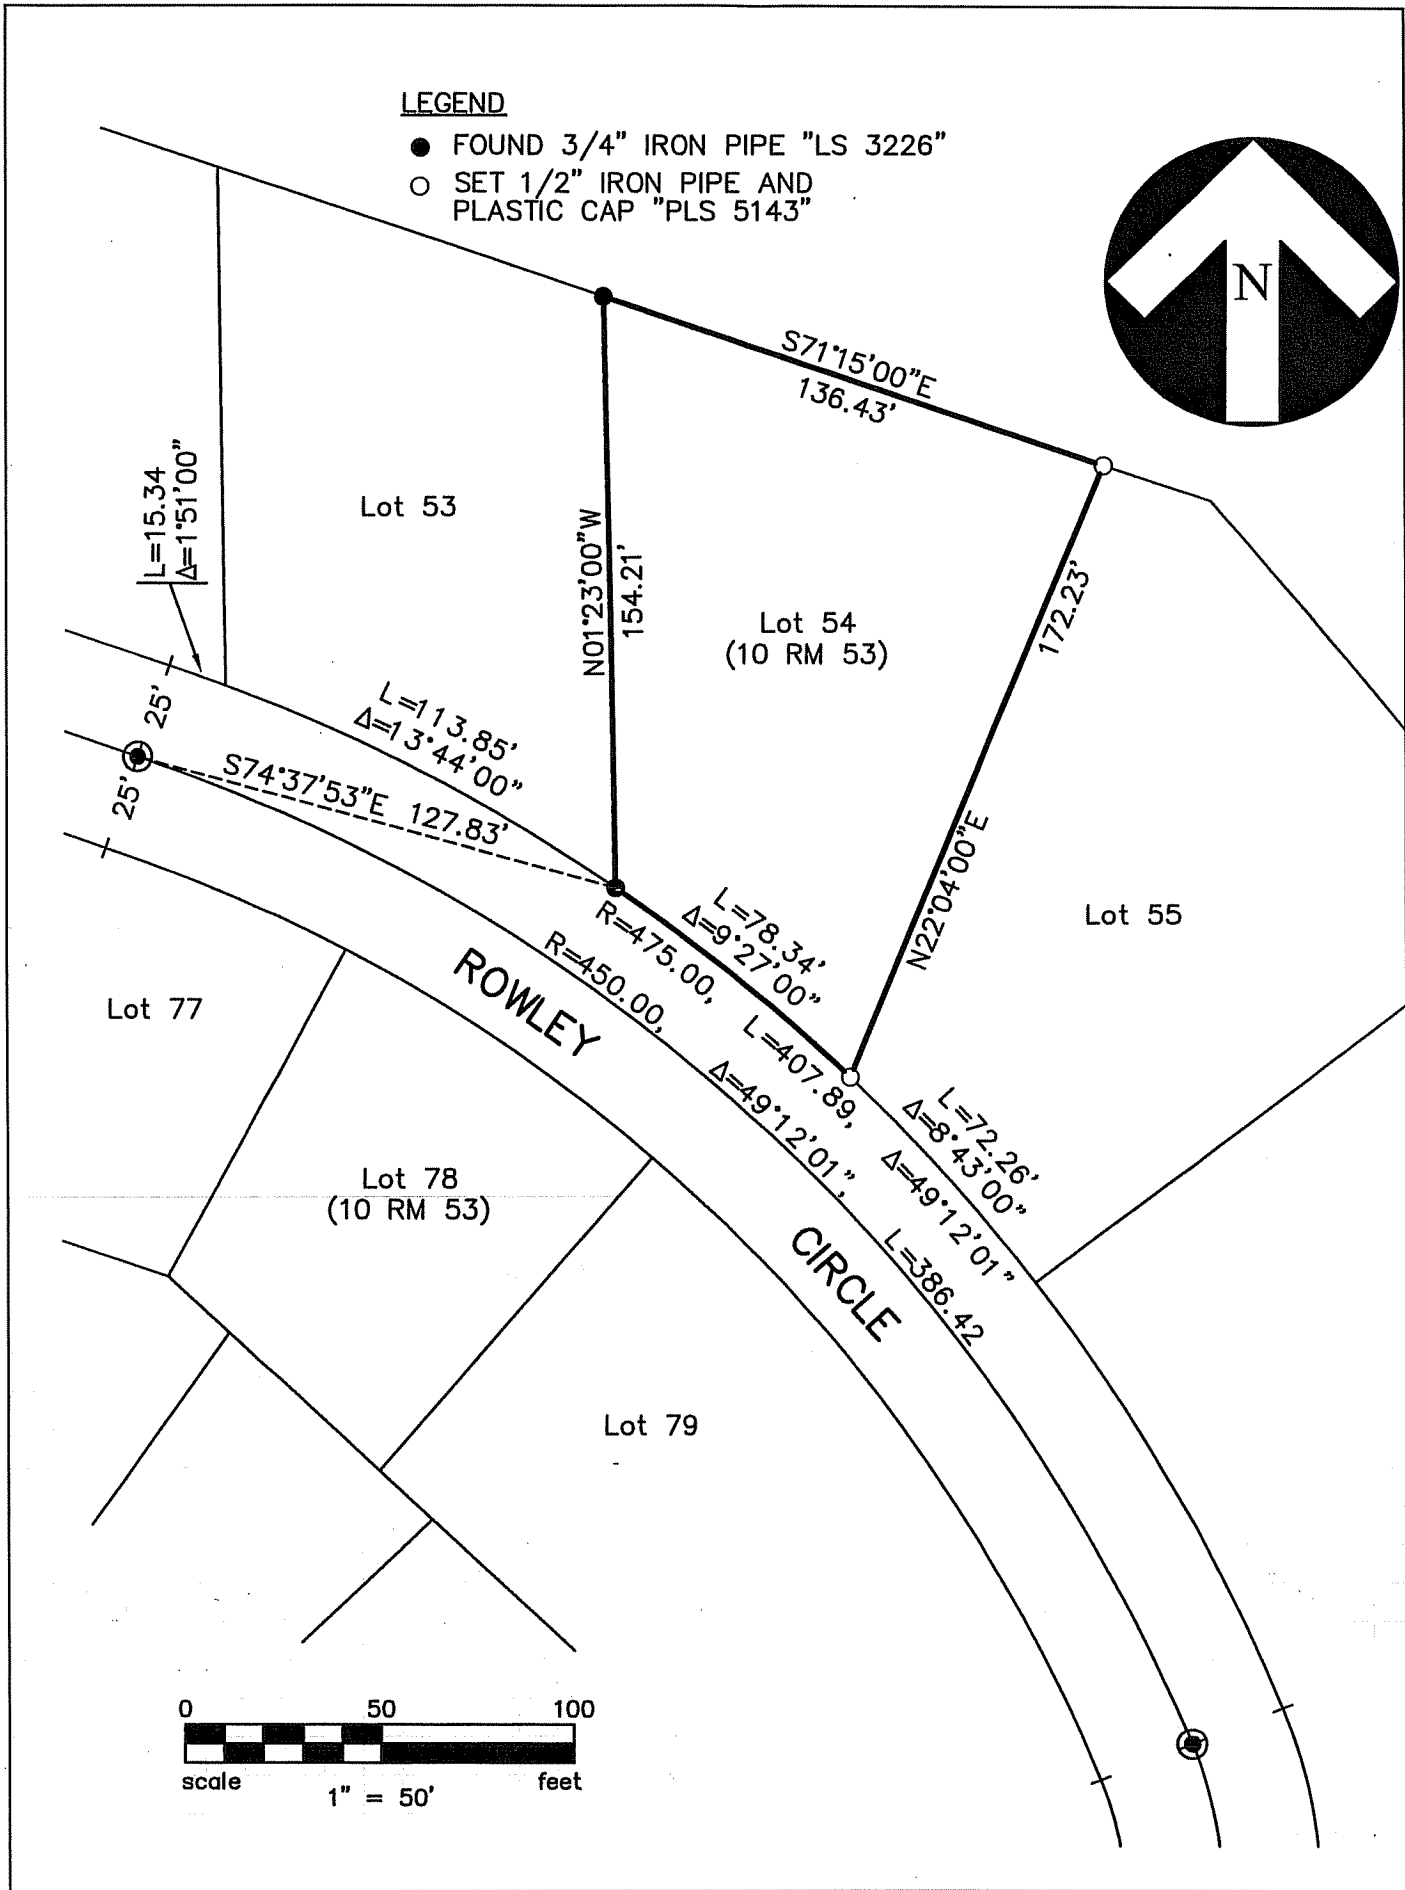 LEGEND
FOUND 3/4" IRON PIPE "LS 3226"
SET 1/2" IRON PIPE AND
PLASTIC CAP "PLS 5143"
N
S71°15'00"E
136.43'
L=15.34
Δ=1°51'00"
Lot 53
N01°23'00"W
154.21'
Lot 54
(10 RM 53)
172.23'
N22°04'00"E
25'
25'
L=113.85'
Δ=13°44'00"
S74°37'53"E 127.83'
L=78.34'
Δ=9°27'00"
R=475.00, L=407.89, Δ=49°12'01"
R=450.00, Δ=49°12'01", L=386.42
Lot 55
ROWLEY CIRCLE
Lot 77
L=72.26'
Δ=8°43'00"
Lot 78
(10 RM 53)
Lot 79
0 50 100
scale feet
1" = 50'